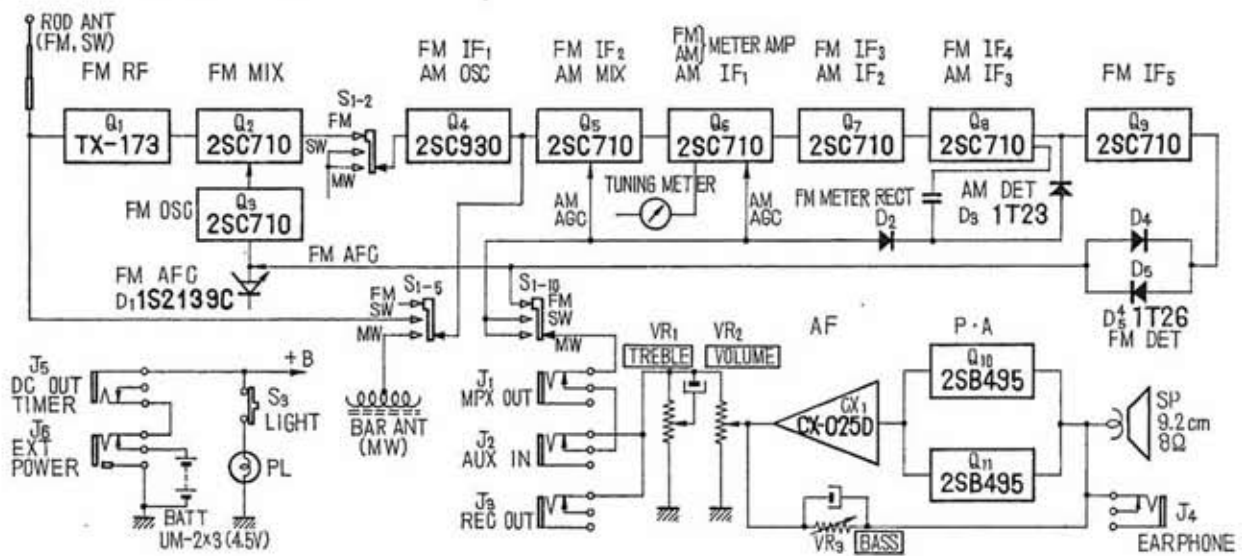 ROD ANT
(FM, SW)
FM RF
FM MIX
FM IF1
AM OSC
FM IF2
AM MIX
FM
AM } METER AMP
AM IF1
FM IF3
AM IF2
FM IF4
AM IF3
FM IF5
S1-2
FM
SW
MW
Q1
TX-173
Q2
2SC710
Q4
2SC930
Q5
2SC710
Q6
2SC710
Q7
2SC710
Q8
2SC710
Q9
2SC710
FM OSC
Q3
2SC710
AM
AGC
TUNING METER
AM
AGC
FM METER RECT
D2
AM DET
D3 1T23
D4
D5
D4
5 1T26
FM DET
FM AFC
FM AFC
D1 1S2139C
S1-5
FM
SW
MW
S1-10
FM
SW
MW
BAR ANT
(MW)
J5
DC OUT
TIMER
J6
EXT
POWER
+B
S3
LIGHT
PL
BATT
UM-2×3 (4.5V)
J1
MPX OUT
J2
AUX IN
J3
REC OUT
VR1
TREBLE
VR2
VOLUME
AF
CX1
CX-025D
P·A
Q10
2SB495
Q11
2SB495
SP
9.2cm
8Ω
VR3 BASS
J4
EARPHONE